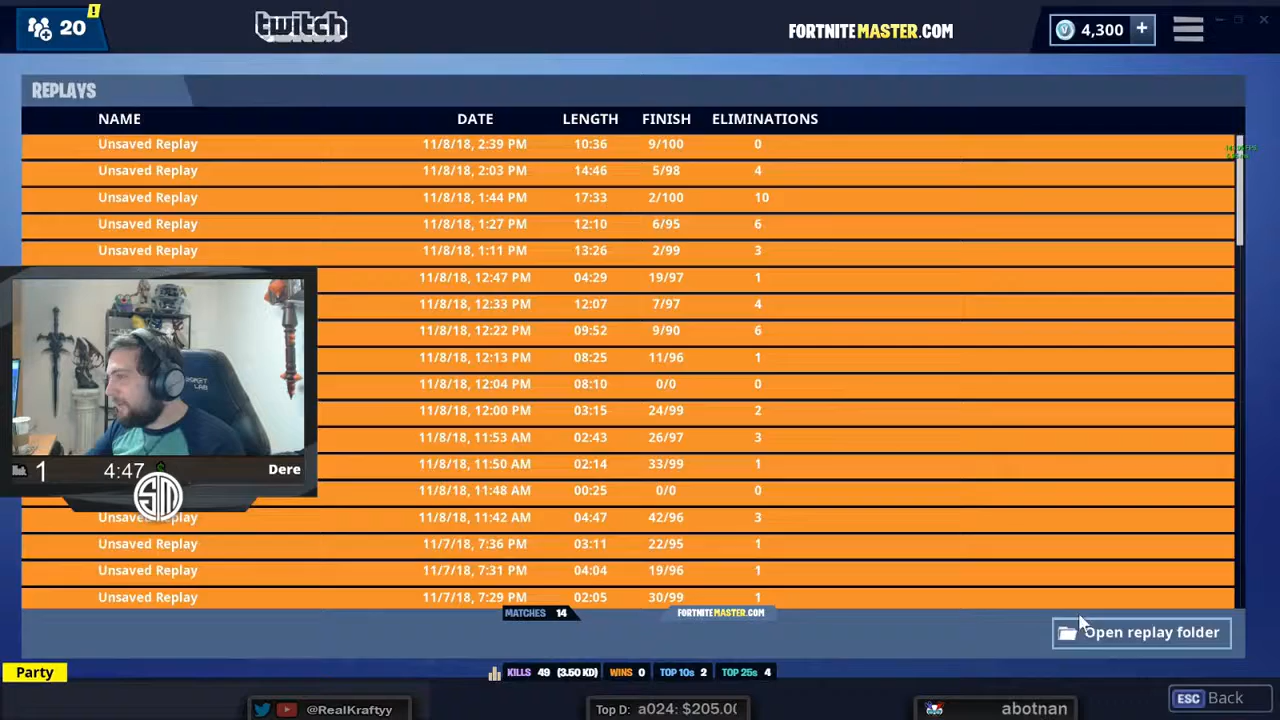 20 !
twitch
FORTNITEMASTER.COM
4,300 +
REPLAYS
NAME DATE LENGTH FINISH ELIMINATIONS
Unsaved Replay 11/8/18, 2:39 PM 10:36 9/100 0
Unsaved Replay 11/8/18, 2:03 PM 14:46 5/98 4
Unsaved Replay 11/8/18, 1:44 PM 17:33 2/100 10
Unsaved Replay 11/8/18, 1:27 PM 12:10 6/95 6
Unsaved Replay 11/8/18, 1:11 PM 13:26 2/99 3
11/8/18, 12:47 PM 04:29 19/97 1
11/8/18, 12:33 PM 12:07 7/97 4
11/8/18, 12:22 PM 09:52 9/90 6
11/8/18, 12:13 PM 08:25 11/96 1
11/8/18, 12:04 PM 08:10 0/0 0
11/8/18, 12:00 PM 03:15 24/99 2
11/8/18, 11:53 AM 02:43 26/97 3
11/8/18, 11:50 AM 02:14 33/99 1
11/8/18, 11:48 AM 00:25 0/0 0
Unsaved Replay 11/8/18, 11:42 AM 04:47 42/96 3
Unsaved Replay 11/7/18, 7:36 PM 03:11 22/95 1
Unsaved Replay 11/7/18, 7:31 PM 04:04 19/96 1
Unsaved Replay 11/7/18, 7:29 PM 02:05 30/99 1
1 4:47 Dere
TSM
MATCHES 14 FORTNITEMASTER.COM
Open replay folder
Party
KILLS 49 (3.50 KD) WINS 0 TOP 10s 2 TOP 25s 4
ESC Back
@RealKraftyy
Top D: a024: $205.0
abotnan